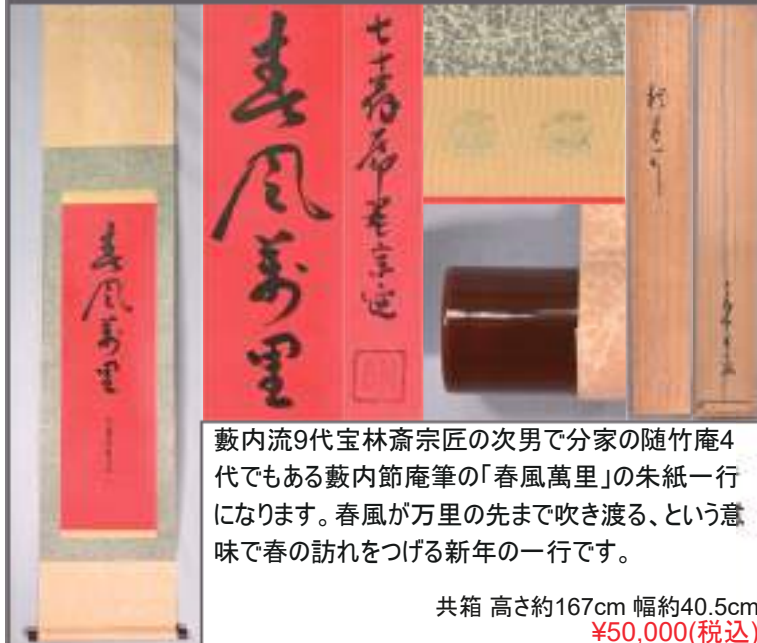 春風萬里
春風萬里
藪内流9代宝林斎宗匠の次男で分家の随竹庵4
代でもある藪内節庵筆の「春風萬里」の朱紙一行
になります。春風が万里の先まで吹き渡る、という意
味で春の訪れをつげる新年の一行です。
共箱 高さ約167cm 幅約40.5cm
¥50,000(税込)